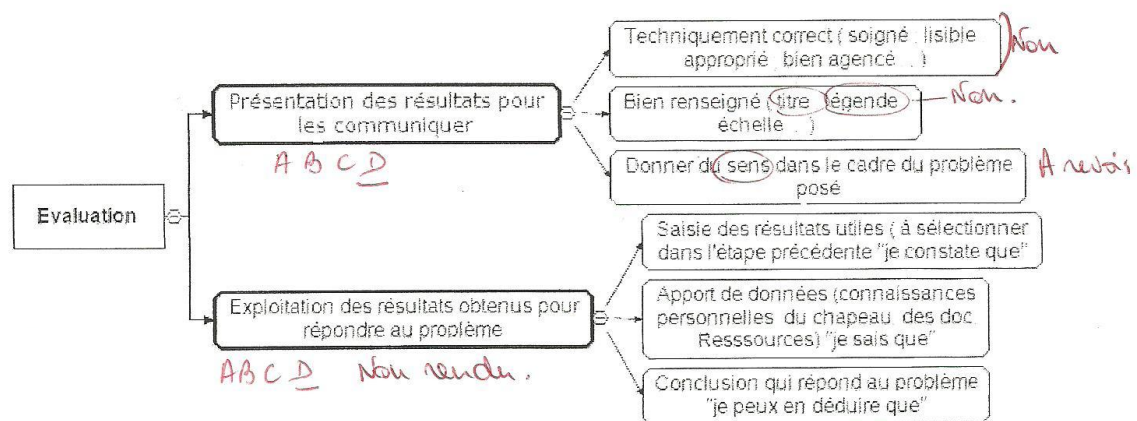 Techniquement correct ( soigné lisible
approprié bien agencé . . )
Non
Présentation des résultats pour
les communiquer
A B C D
Bien renseigné ( titre légende
échelle . . )
Non.
Donner du sens dans le cadre du problème
posé
A revois
Evaluation
Saisie des résultats utiles ( à sélectionner
dans l'étape précédente "je constate que"
Exploitation des résultats obtenus pour
répondre au problème
A B C D Non rendu.
Apport de données (connaissances
personnelles du chapeau des doc
Resssources) "je sais que"
Conclusion qui répond au problème
"je peux en déduire que"